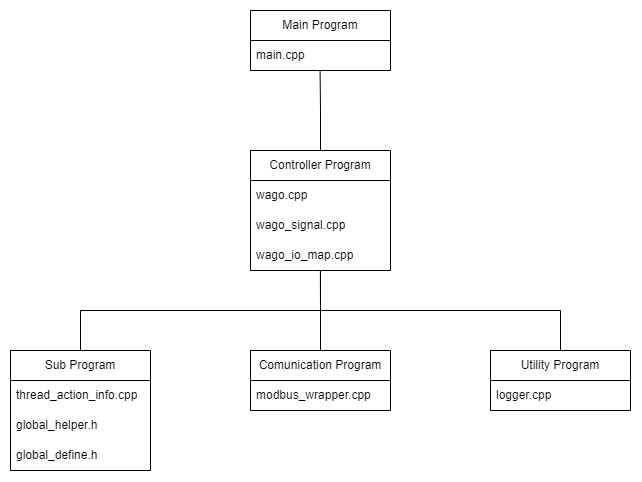 Main Program
main.cpp
Controller Program
wago.cpp
wago_signal.cpp
wago_io_map.cpp
Sub Program
thread_action_info.cpp
global_helper.h
global_define.h
Comunication Program
modbus_wrapper.cpp
Utility Program
logger.cpp